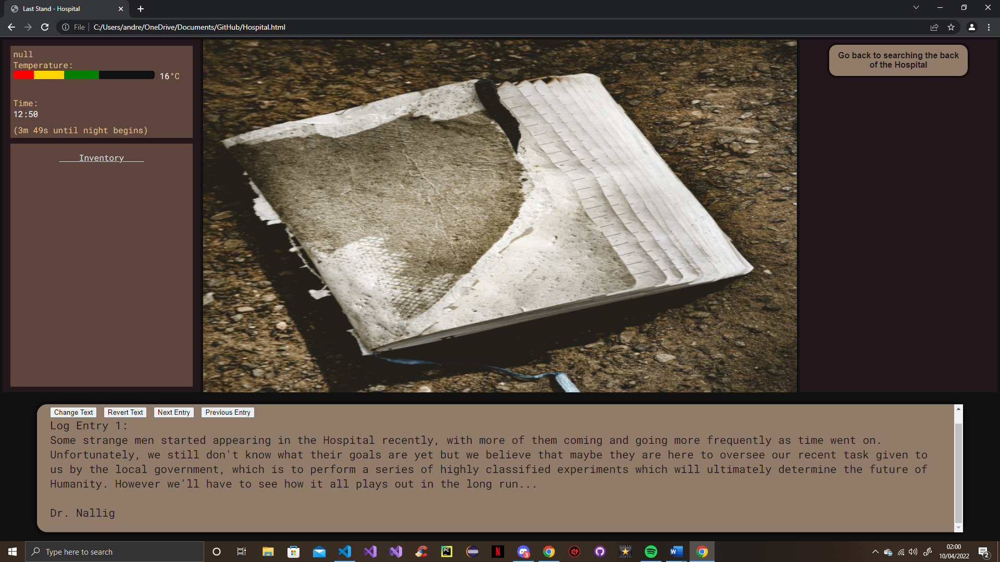 Last Stand - Hospital
File
C:/Users/andre/OneDrive/Documents/GitHub/Hospital.html
null
Temperature:
16°C
Time:
12:50
(3m 49s until night begins)
Inventory
Go back to searching the back
of the Hospital
Change Text
Revert Text
Next Entry
Previous Entry
Log Entry 1:
Some strange men started appearing in the Hospital recently, with more of them coming and going more frequently as time went on.
Unfortunately, we still don't know what their goals are yet but we believe that maybe they are here to oversee our recent task given to
us by the local government, which is to perform a series of highly classified experiments which will ultimately determine the future of
Humanity. However we'll have to see how it all plays out in the long run...
Dr. Nallig
Type here to search
PC
N
3
W
02:00
10/04/2022
2